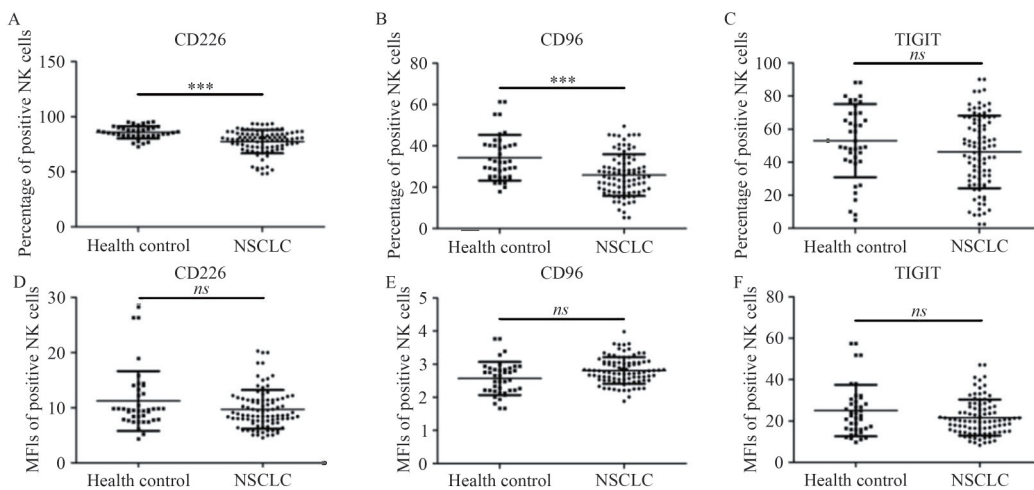 A
CD226
Percentage of positive NK cells
150
100
50
0
***
Health control
NSCLC
B
CD96
Percentage of positive NK cells
80
60
40
20
0
***
Health control
NSCLC
C
TIGIT
Percentage of positive NK cells
100
80
60
40
20
0
ns
Health control
NSCLC
D
CD226
MFIs of positive NK cells
30
20
10
0
ns
Health control
NSCLC
E
CD96
MFIs of positive NK cells
5
4
3
2
1
0
ns
Health control
NSCLC
F
TIGIT
MFIs of positive NK cells
80
60
40
20
0
ns
Health control
NSCLC